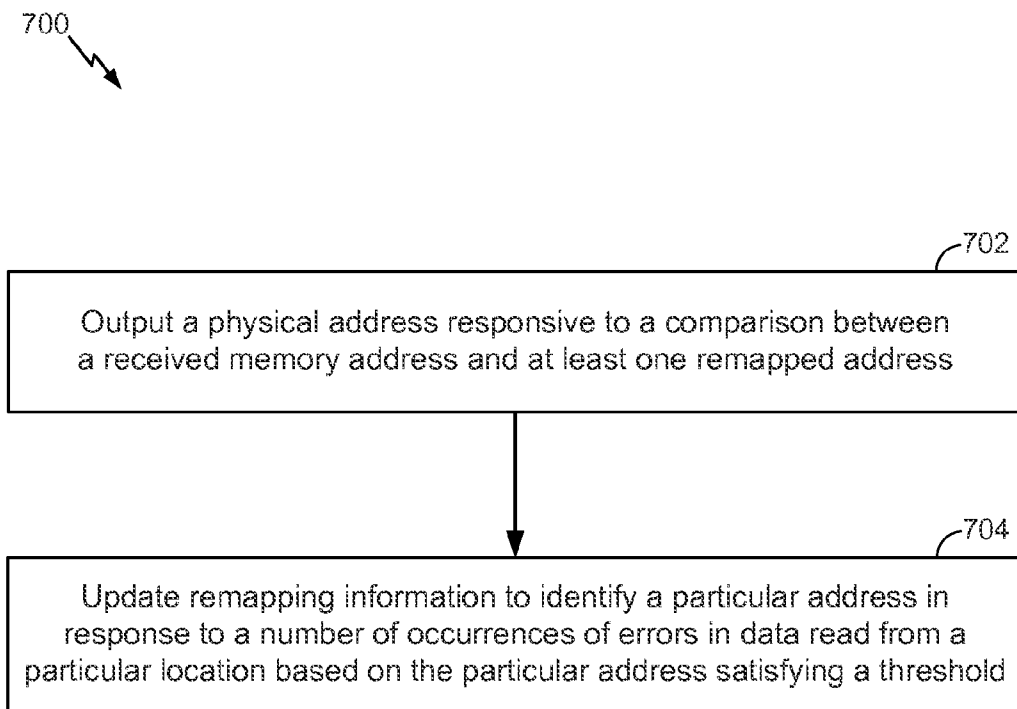 700
702
Output a physical address responsive to a comparison between
a received memory address and at least one remapped address
704
Update remapping information to identify a particular address in
response to a number of occurrences of errors in data read from a
particular location based on the particular address satisfying a threshold